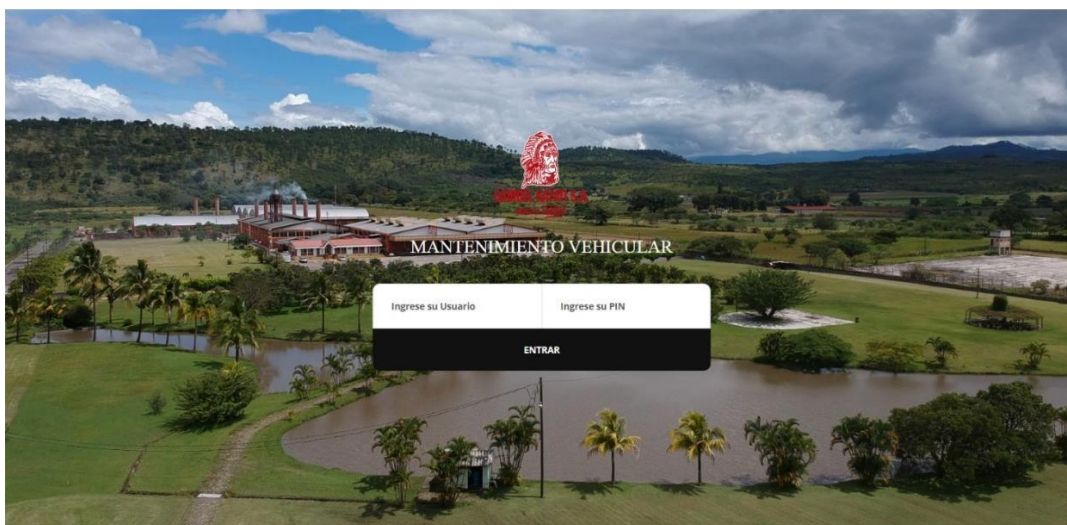 MANTENIMIENTO VEHICULAR
Ingrese su Usuario
Ingrese su PIN
ENTRAR